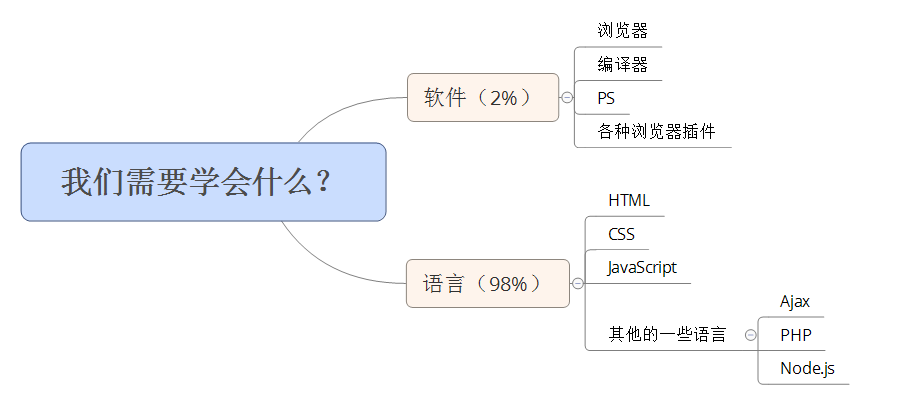 我们需要学会什么？
软件（2%）
浏览器
编译器
PS
各种浏览器插件
语言（98%）
HTML
CSS
JavaScript
其他的一些语言
Ajax
PHP
Node.js